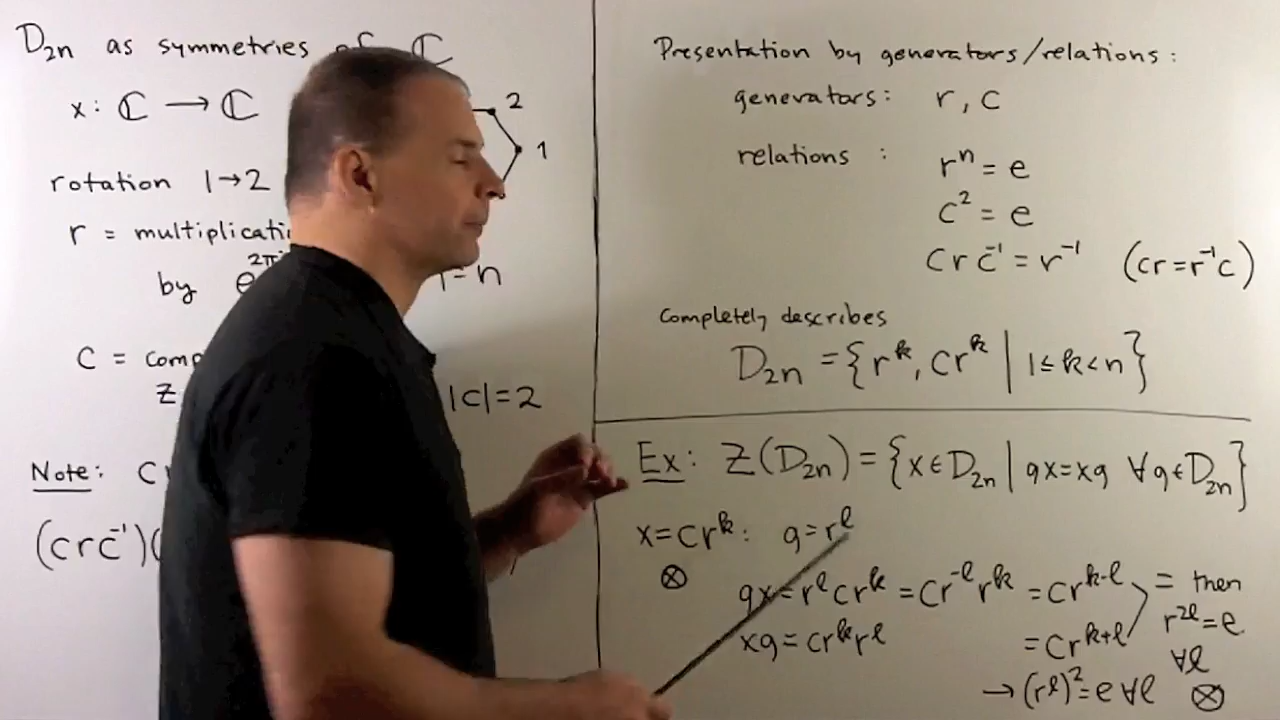 D₂ₙ as symmetries of ℂ
x: ℂ → ℂ
2
1
rotation 1→2
r = 
by e
= n
C =
Z
|C|=2
Note: C
(crc⁻¹)(
Presentation by generators/relations:
generators: r, c
relations : rⁿ = e
c² = e
crc⁻¹ = r⁻¹ (cr=r⁻¹c)
Completely describes
D₂ₙ = {rᵏ, crᵏ | 1≤k<n}
Ex: Z(D₂ₙ) = {x∈D₂ₙ | gx=xg ∀g∈D₂ₙ}
x=crᵏ: g=rˡ
⊗
gx=rˡcrᵏ =cr⁻ˡrᵏ =crᵏ⁻ˡ = then
xg=crᵏrˡ =crᵏ⁺ˡ r²ˡ=e
∀l
→(rˡ)²=e ∀l ⊗